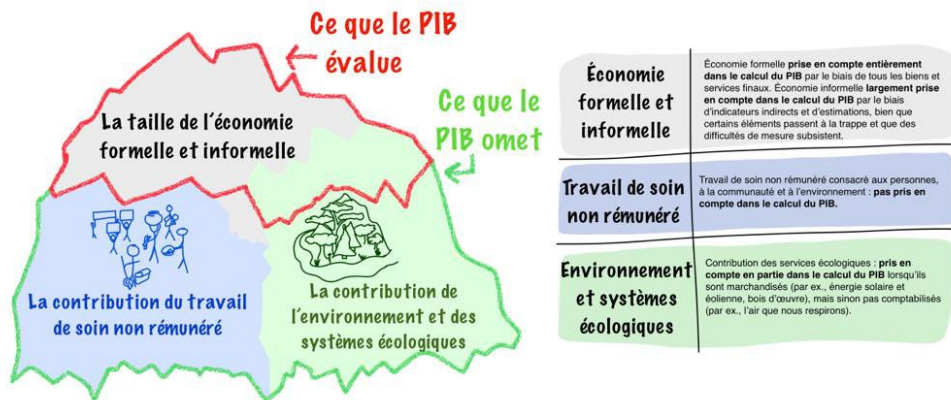 Ce que le PIB
évalue
Ce que le
PIB omet
La taille de l'économie
formelle et informelle
La contribution du travail
de soin non rémunéré
La contribution de
l'environnement et des
systèmes écologiques
Économie
formelle et
informelle
Économie formelle prise en compte entièrement
dans le calcul du PIB par le biais de tous les biens et
services finaux. Économie informelle largement prise
en compte dans le calcul du PIB par le biais
d'indicateurs indirects et d'estimations, bien que
certains éléments passent à la trappe et que des
difficultés de mesure subsistent.
Travail de soin
non rémunéré
Travail de soin non rémunéré consacré aux personnes,
à la communauté et à l'environnement : pas pris en
compte dans le calcul du PIB.
Environnement
et systèmes
écologiques
Contribution des services écologiques : pris en
compte en partie dans le calcul du PIB lorsqu'ils
sont marchandisés (par ex., énergie solaire et
éolienne, bois d'œuvre), mais sinon pas comptabilisés
(par ex., l'air que nous respirons).